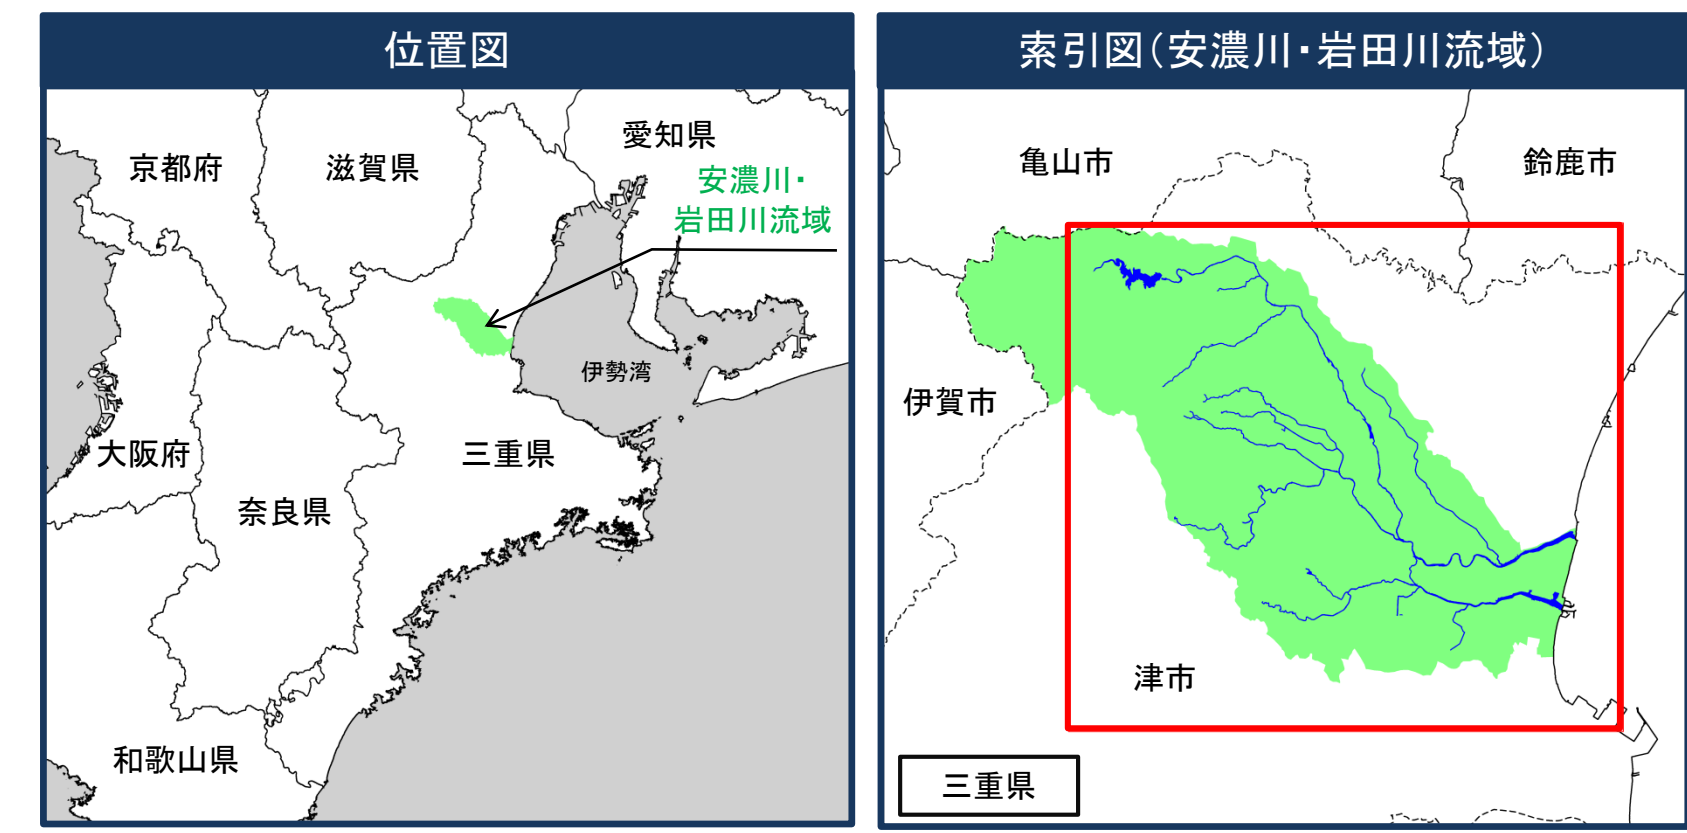 位置図
京都府
滋賀県
愛知県
安濃川・
岩田川流域
伊勢湾
大阪府
三重県
奈良県
和歌山県
索引図(安濃川・岩田川流域)
亀山市
鈴鹿市
伊賀市
津市
三重県